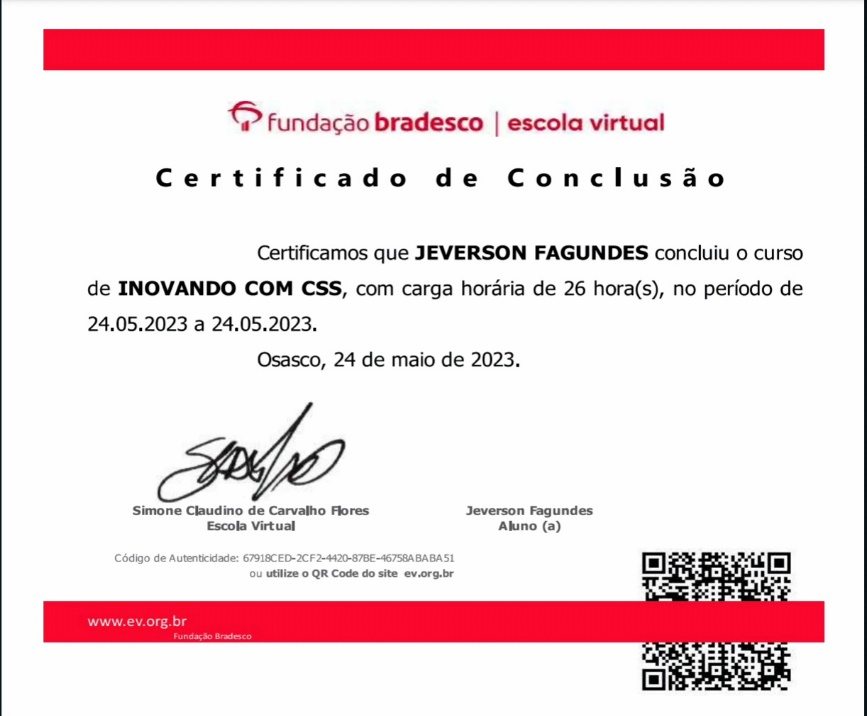 fundação bradesco | escola virtual
Certificado de Conclusão
Certificamos que JEVERSON FAGUNDES concluiu o curso
de INOVANDO COM CSS, com carga horária de 26 hora(s), no período de
24.05.2023 a 24.05.2023.
Osasco, 24 de maio de 2023.
Simone Claudino de Carvalho Flores
Escola Virtual
Jeverson Fagundes
Aluno (a)
Código de Autenticidade: 67918CED-2CF2-4420-87BE-46758ABABA51
ou utilize o QR Code do site ev.org.br
www.ev.org.br
Fundação Bradesco